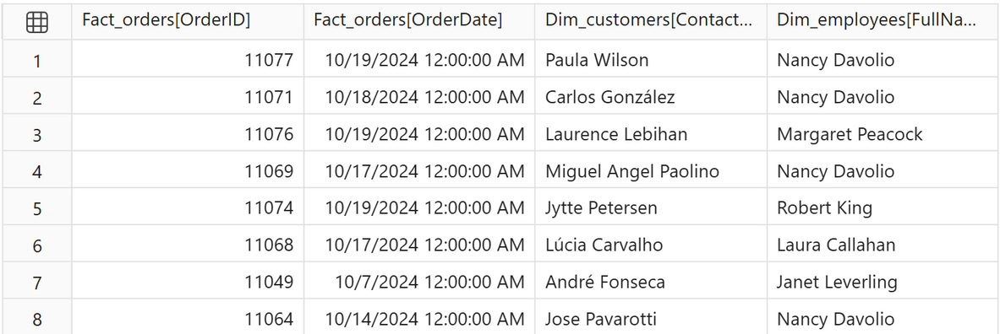 Fact_orders[OrderID] Fact_orders[OrderDate] Dim_customers[Contact... Dim_employees[FullNa...
1 11077 10/19/2024 12:00:00 AM Paula Wilson Nancy Davolio
2 11071 10/18/2024 12:00:00 AM Carlos González Nancy Davolio
3 11076 10/19/2024 12:00:00 AM Laurence Lebihan Margaret Peacock
4 11069 10/17/2024 12:00:00 AM Miguel Angel Paolino Nancy Davolio
5 11074 10/19/2024 12:00:00 AM Jytte Petersen Robert King
6 11068 10/17/2024 12:00:00 AM Lúcia Carvalho Laura Callahan
7 11049 10/7/2024 12:00:00 AM André Fonseca Janet Leverling
8 11064 10/14/2024 12:00:00 AM Jose Pavarotti Nancy Davolio